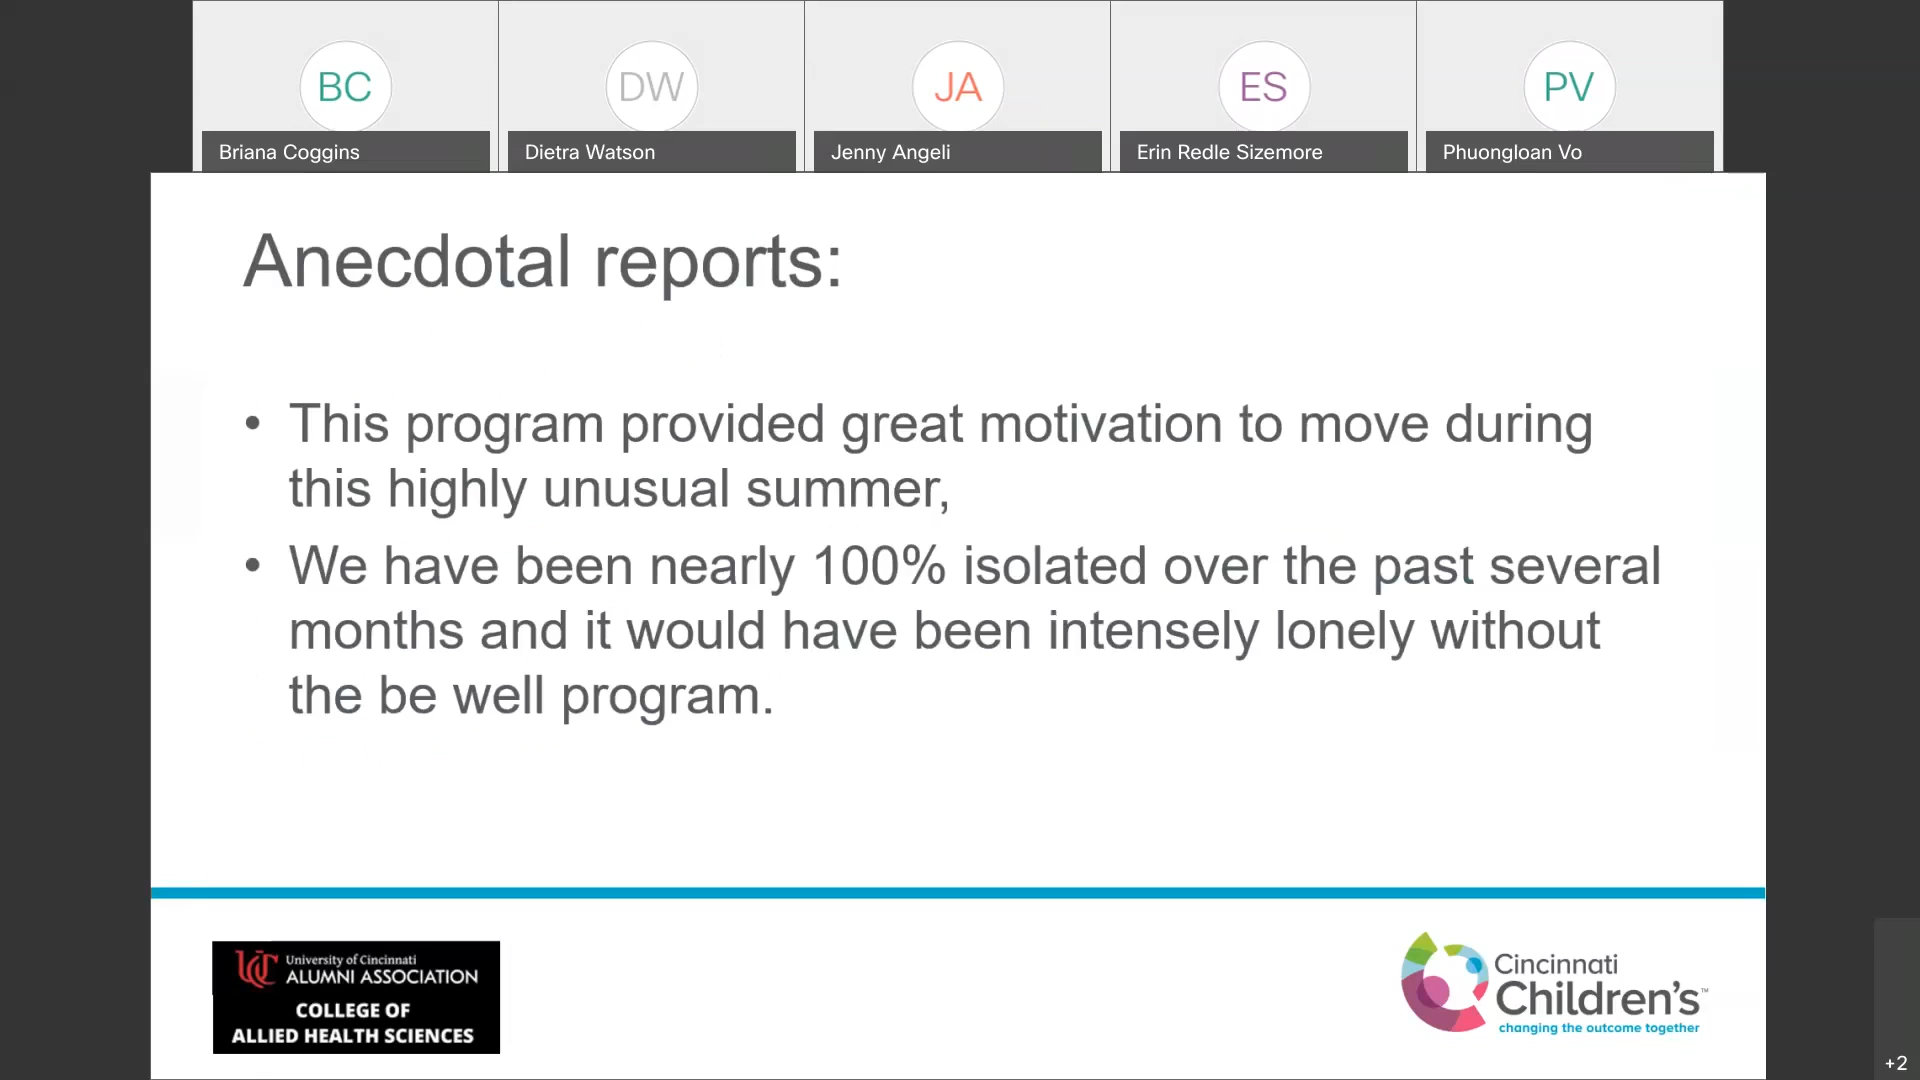 BC
DW
JA
ES
PV
Briana Coggins
Dietra Watson
Jenny Angeli
Erin Redle Sizemore
Phuongloan Vo
Anecdotal reports:
• This program provided great motivation to move during
this highly unusual summer,
• We have been nearly 100% isolated over the past several
months and it would have been intensely lonely without
the be well program.
UC
University of Cincinnati
ALUMNI ASSOCIATION
COLLEGE OF
ALLIED HEALTH SCIENCES
Cincinnati
Children's™
changing the outcome together
+2